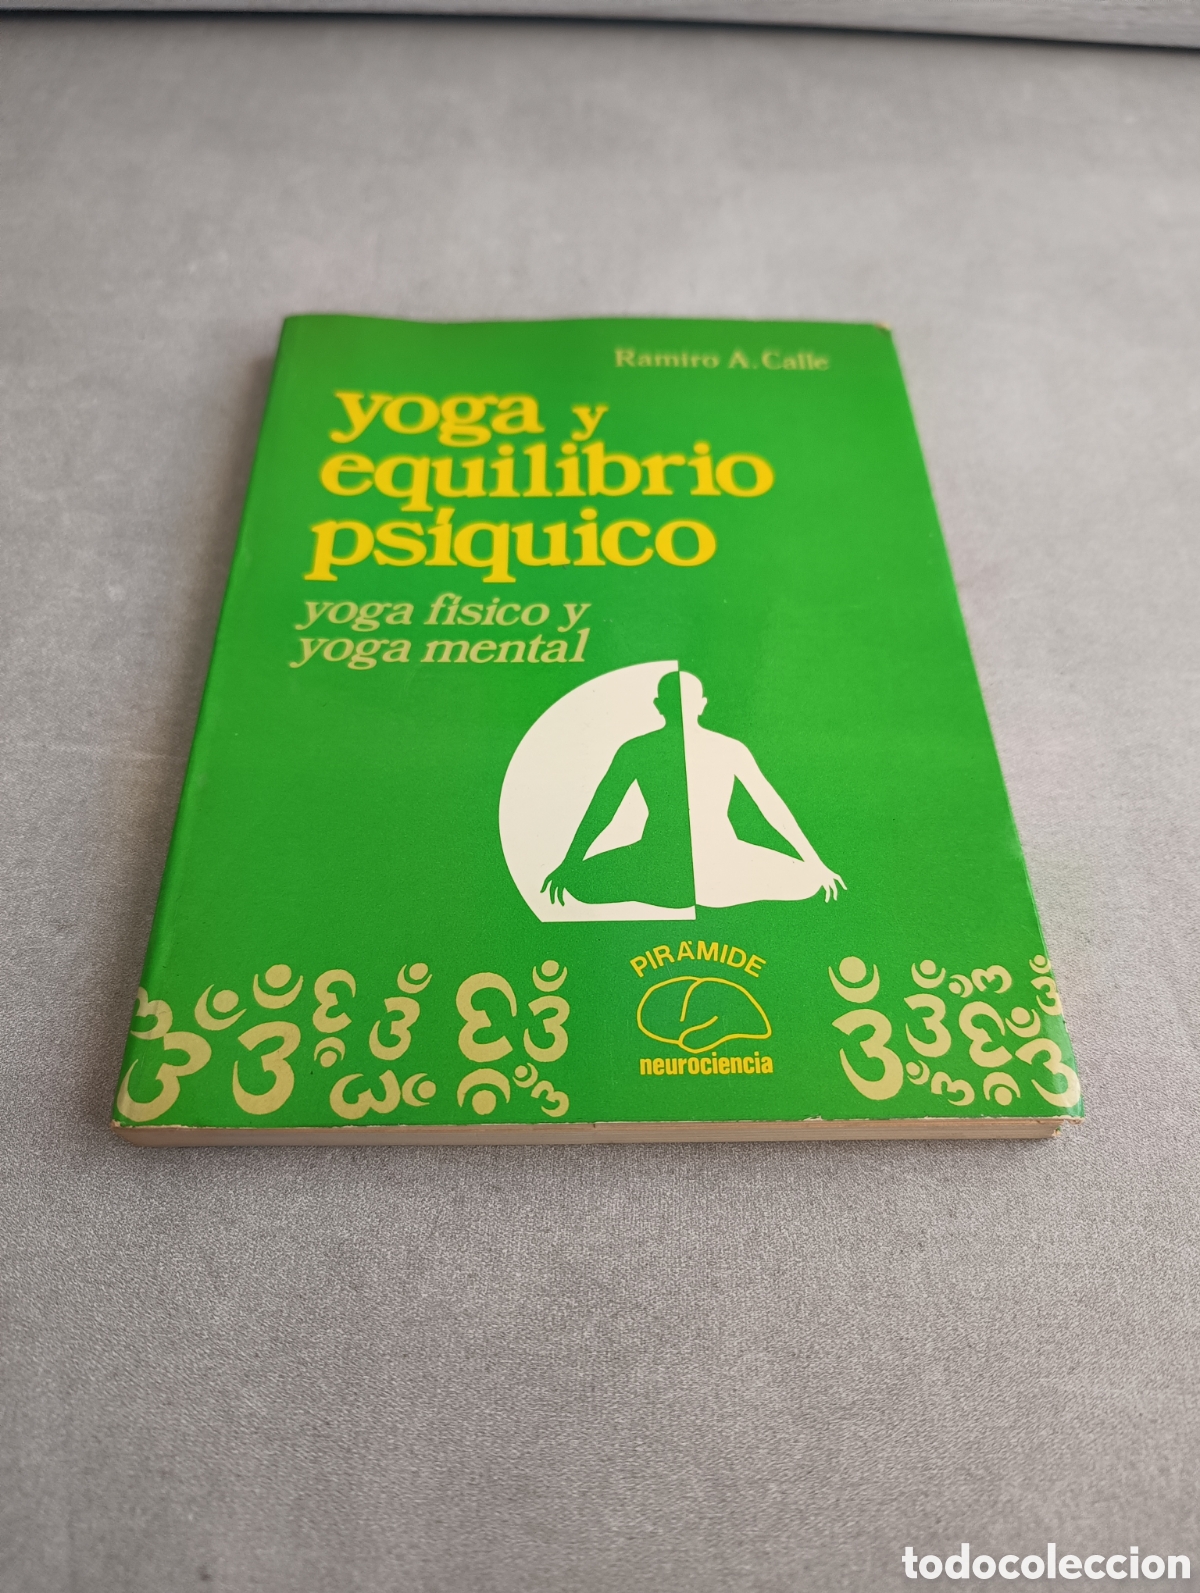 Ramiro A. Calle
yoga y
equilibrio
psíquico
yoga físico y
yoga mental
PIRÁMIDE
neurociencia
todocoleccion